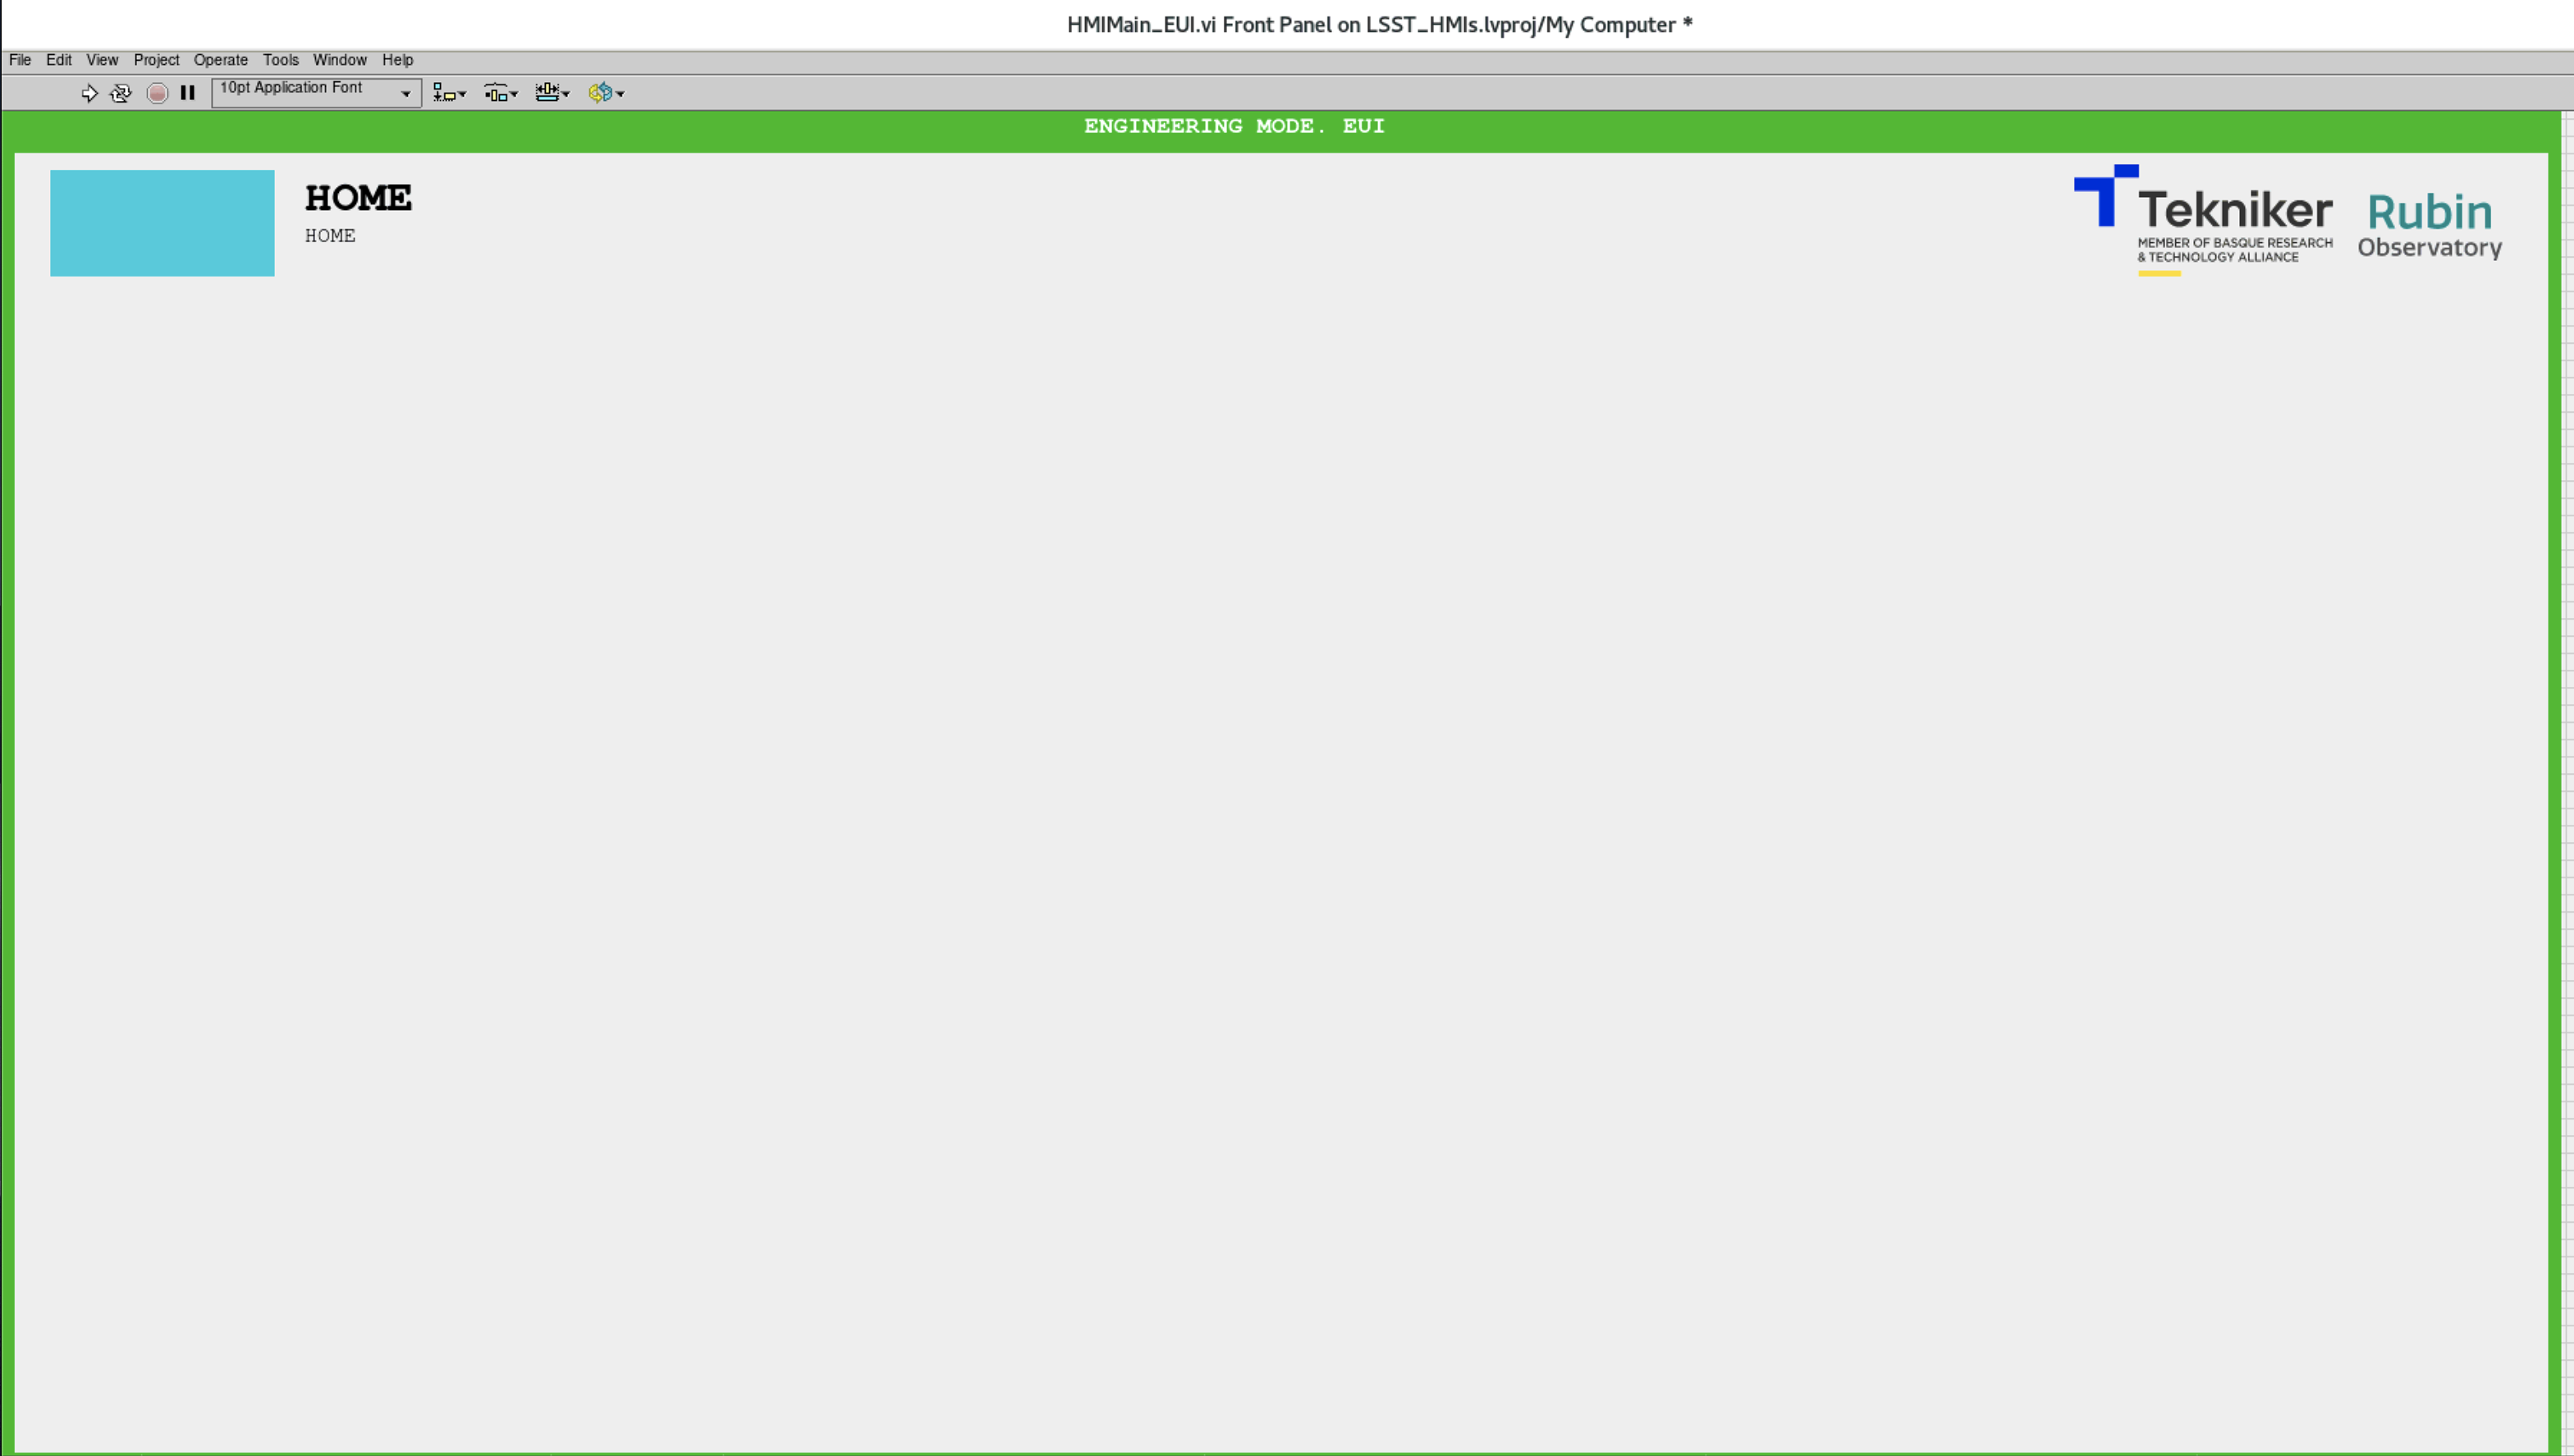 HMIMain_EUI.vi Front Panel on LSST_HMIs.lvproj/My Computer *
File Edit View Project Operate Tools Window Help
10pt Application Font
ENGINEERING MODE. EUI
HOME
HOME
Tekniker
MEMBER OF BASQUE RESEARCH
& TECHNOLOGY ALLIANCE
Rubin
Observatory